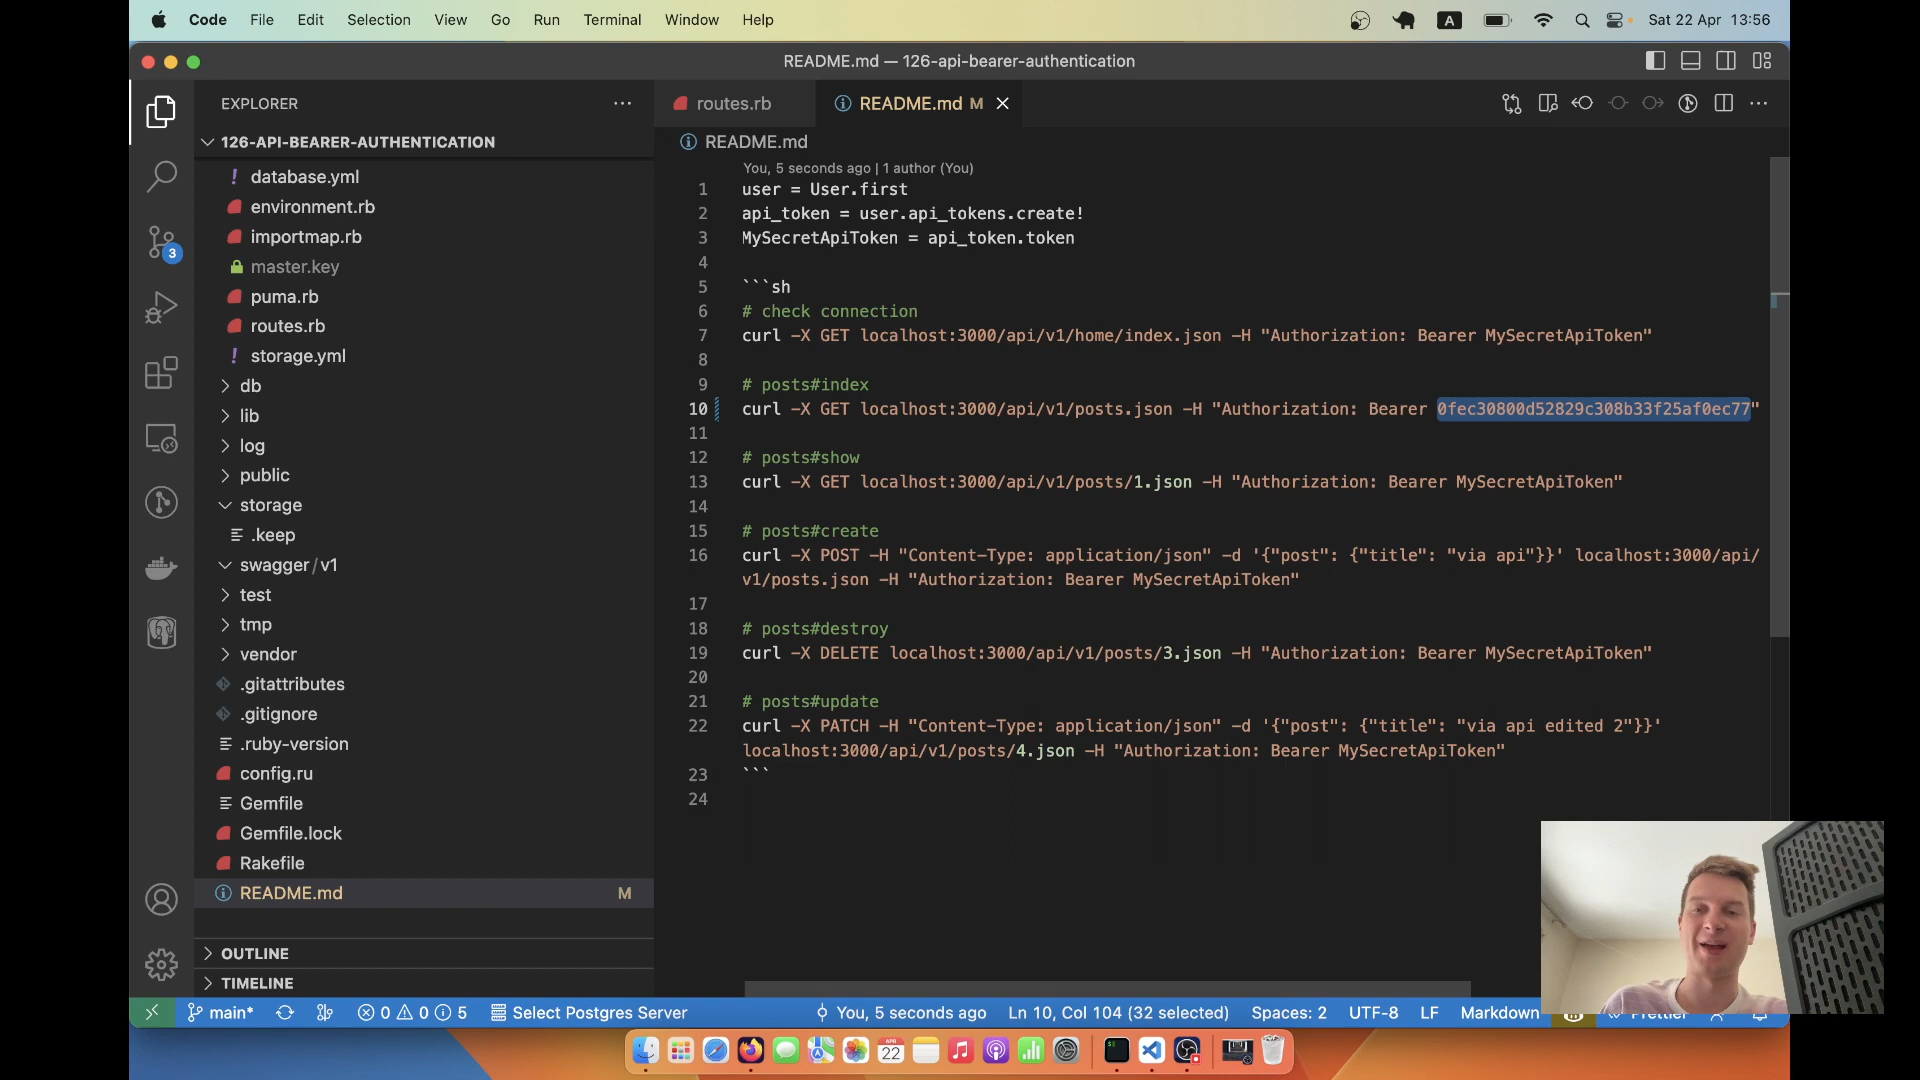 Code File Edit Selection View Go Run Terminal Window Help A Sat 22 Apr 13:56
README.md — 126-api-bearer-authentication
EXPLORER
126-API-BEARER-AUTHENTICATION
! database.yml
environment.rb
importmap.rb
master.key
puma.rb
routes.rb
! storage.yml
db
lib
log
public
storage
.keep
swagger/v1
test
tmp
vendor
.gitattributes
.gitignore
.ruby-version
config.ru
Gemfile
Gemfile.lock
Rakefile
README.md M
OUTLINE
TIMELINE
3
routes.rb README.md M
README.md
You, 5 seconds ago | 1 author (You)
1 user = User.first
2 api_token = user.api_tokens.create!
3 MySecretApiToken = api_token.token
4
5 ```sh
6 # check connection
7 curl -X GET localhost:3000/api/v1/home/index.json -H "Authorization: Bearer MySecretApiToken"
8
9 # posts#index
10 curl -X GET localhost:3000/api/v1/posts.json -H "Authorization: Bearer 0fec30800d52829c308b33f25af0ec77"
11
12 # posts#show
13 curl -X GET localhost:3000/api/v1/posts/1.json -H "Authorization: Bearer MySecretApiToken"
14
15 # posts#create
16 curl -X POST -H "Content-Type: application/json" -d '{"post": {"title": "via api"}}' localhost:3000/api/
v1/posts.json -H "Authorization: Bearer MySecretApiToken"
17
18 # posts#destroy
19 curl -X DELETE localhost:3000/api/v1/posts/3.json -H "Authorization: Bearer MySecretApiToken"
20
21 # posts#update
22 curl -X PATCH -H "Content-Type: application/json" -d '{"post": {"title": "via api edited 2"}}'
localhost:3000/api/v1/posts/4.json -H "Authorization: Bearer MySecretApiToken"
23 ```
24
main* 0 0 5 Select Postgres Server You, 5 seconds ago Ln 10, Col 104 (32 selected) Spaces: 2 UTF-8 LF Markdown Prettier
APR
22